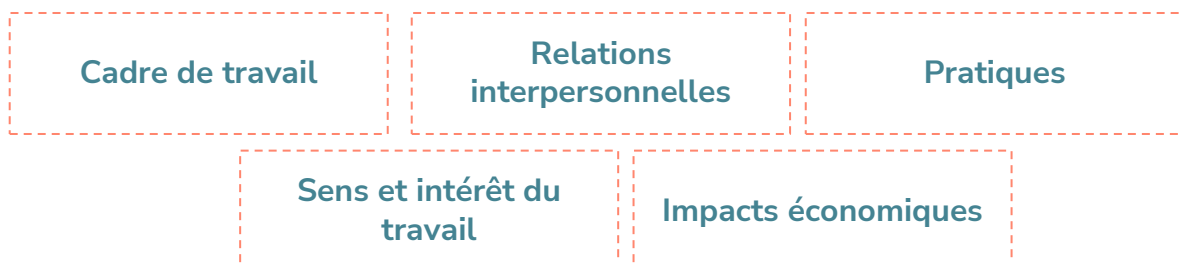 Cadre de travail
Relations
interpersonnelles
Pratiques
Sens et intérêt du
travail
Impacts économiques